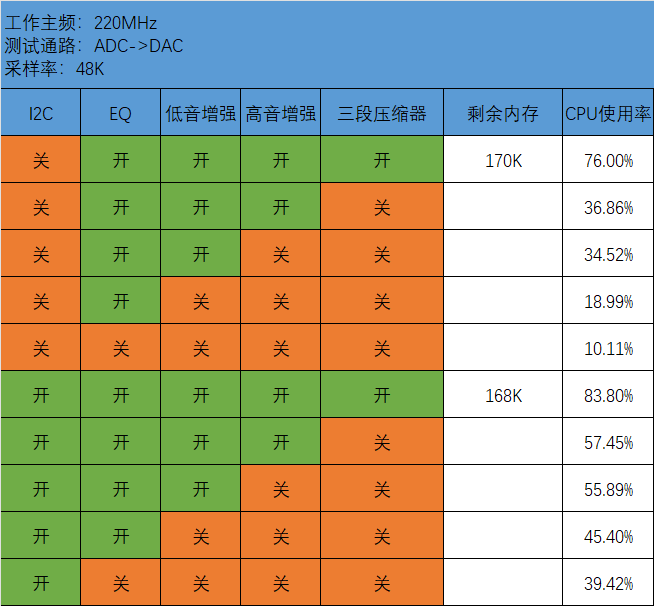 工作主频：220MHz
测试通路：ADC->DAC
采样率：48K
I2C EQ 低音增强 高音增强 三段压缩器 剩余内存 CPU使用率
关 开 开 开 开 170K 76.00%
关 开 开 开 关 36.86%
关 开 开 关 关 34.52%
关 开 关 关 关 18.99%
关 关 关 关 关 10.11%
开 开 开 开 开 168K 83.80%
开 开 开 开 关 57.45%
开 开 开 关 关 55.89%
开 开 关 关 关 45.40%
开 关 关 关 关 39.42%